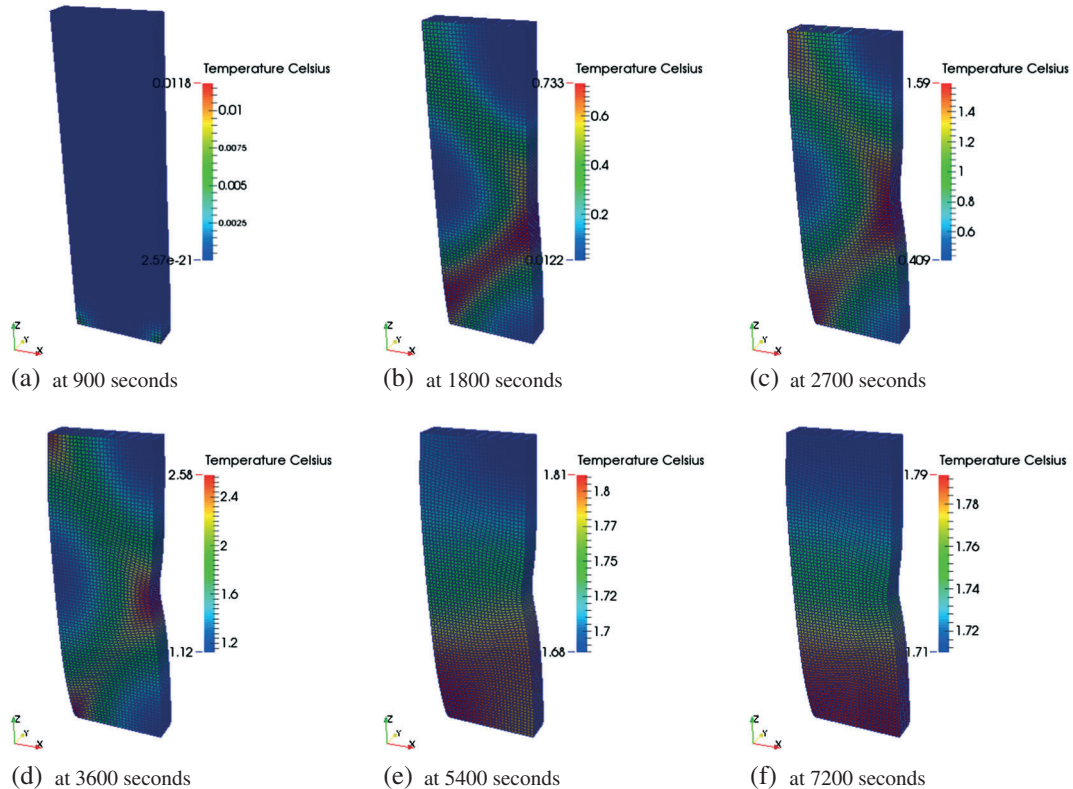 Temperature Celsius
0.0118
0.01
0.0075
0.005
0.0025
2.57e-21
Z
Y
X
(a) at 900 seconds
Temperature Celsius
0.733
0.6
0.4
0.2
0.0122
Z
Y
X
(b) at 1800 seconds
Temperature Celsius
1.59
1.4
1.2
1
0.8
0.6
0.409
Z
Y
X
(c) at 2700 seconds
Temperature Celsius
2.58
2.4
2
1.6
1.2
1.12
Z
Y
X
(d) at 3600 seconds
Temperature Celsius
1.81
1.8
1.77
1.75
1.72
1.7
1.68
Z
Y
X
(e) at 5400 seconds
Temperature Celsius
1.79
1.78
1.76
1.74
1.72
1.71
Z
Y
X
(f) at 7200 seconds